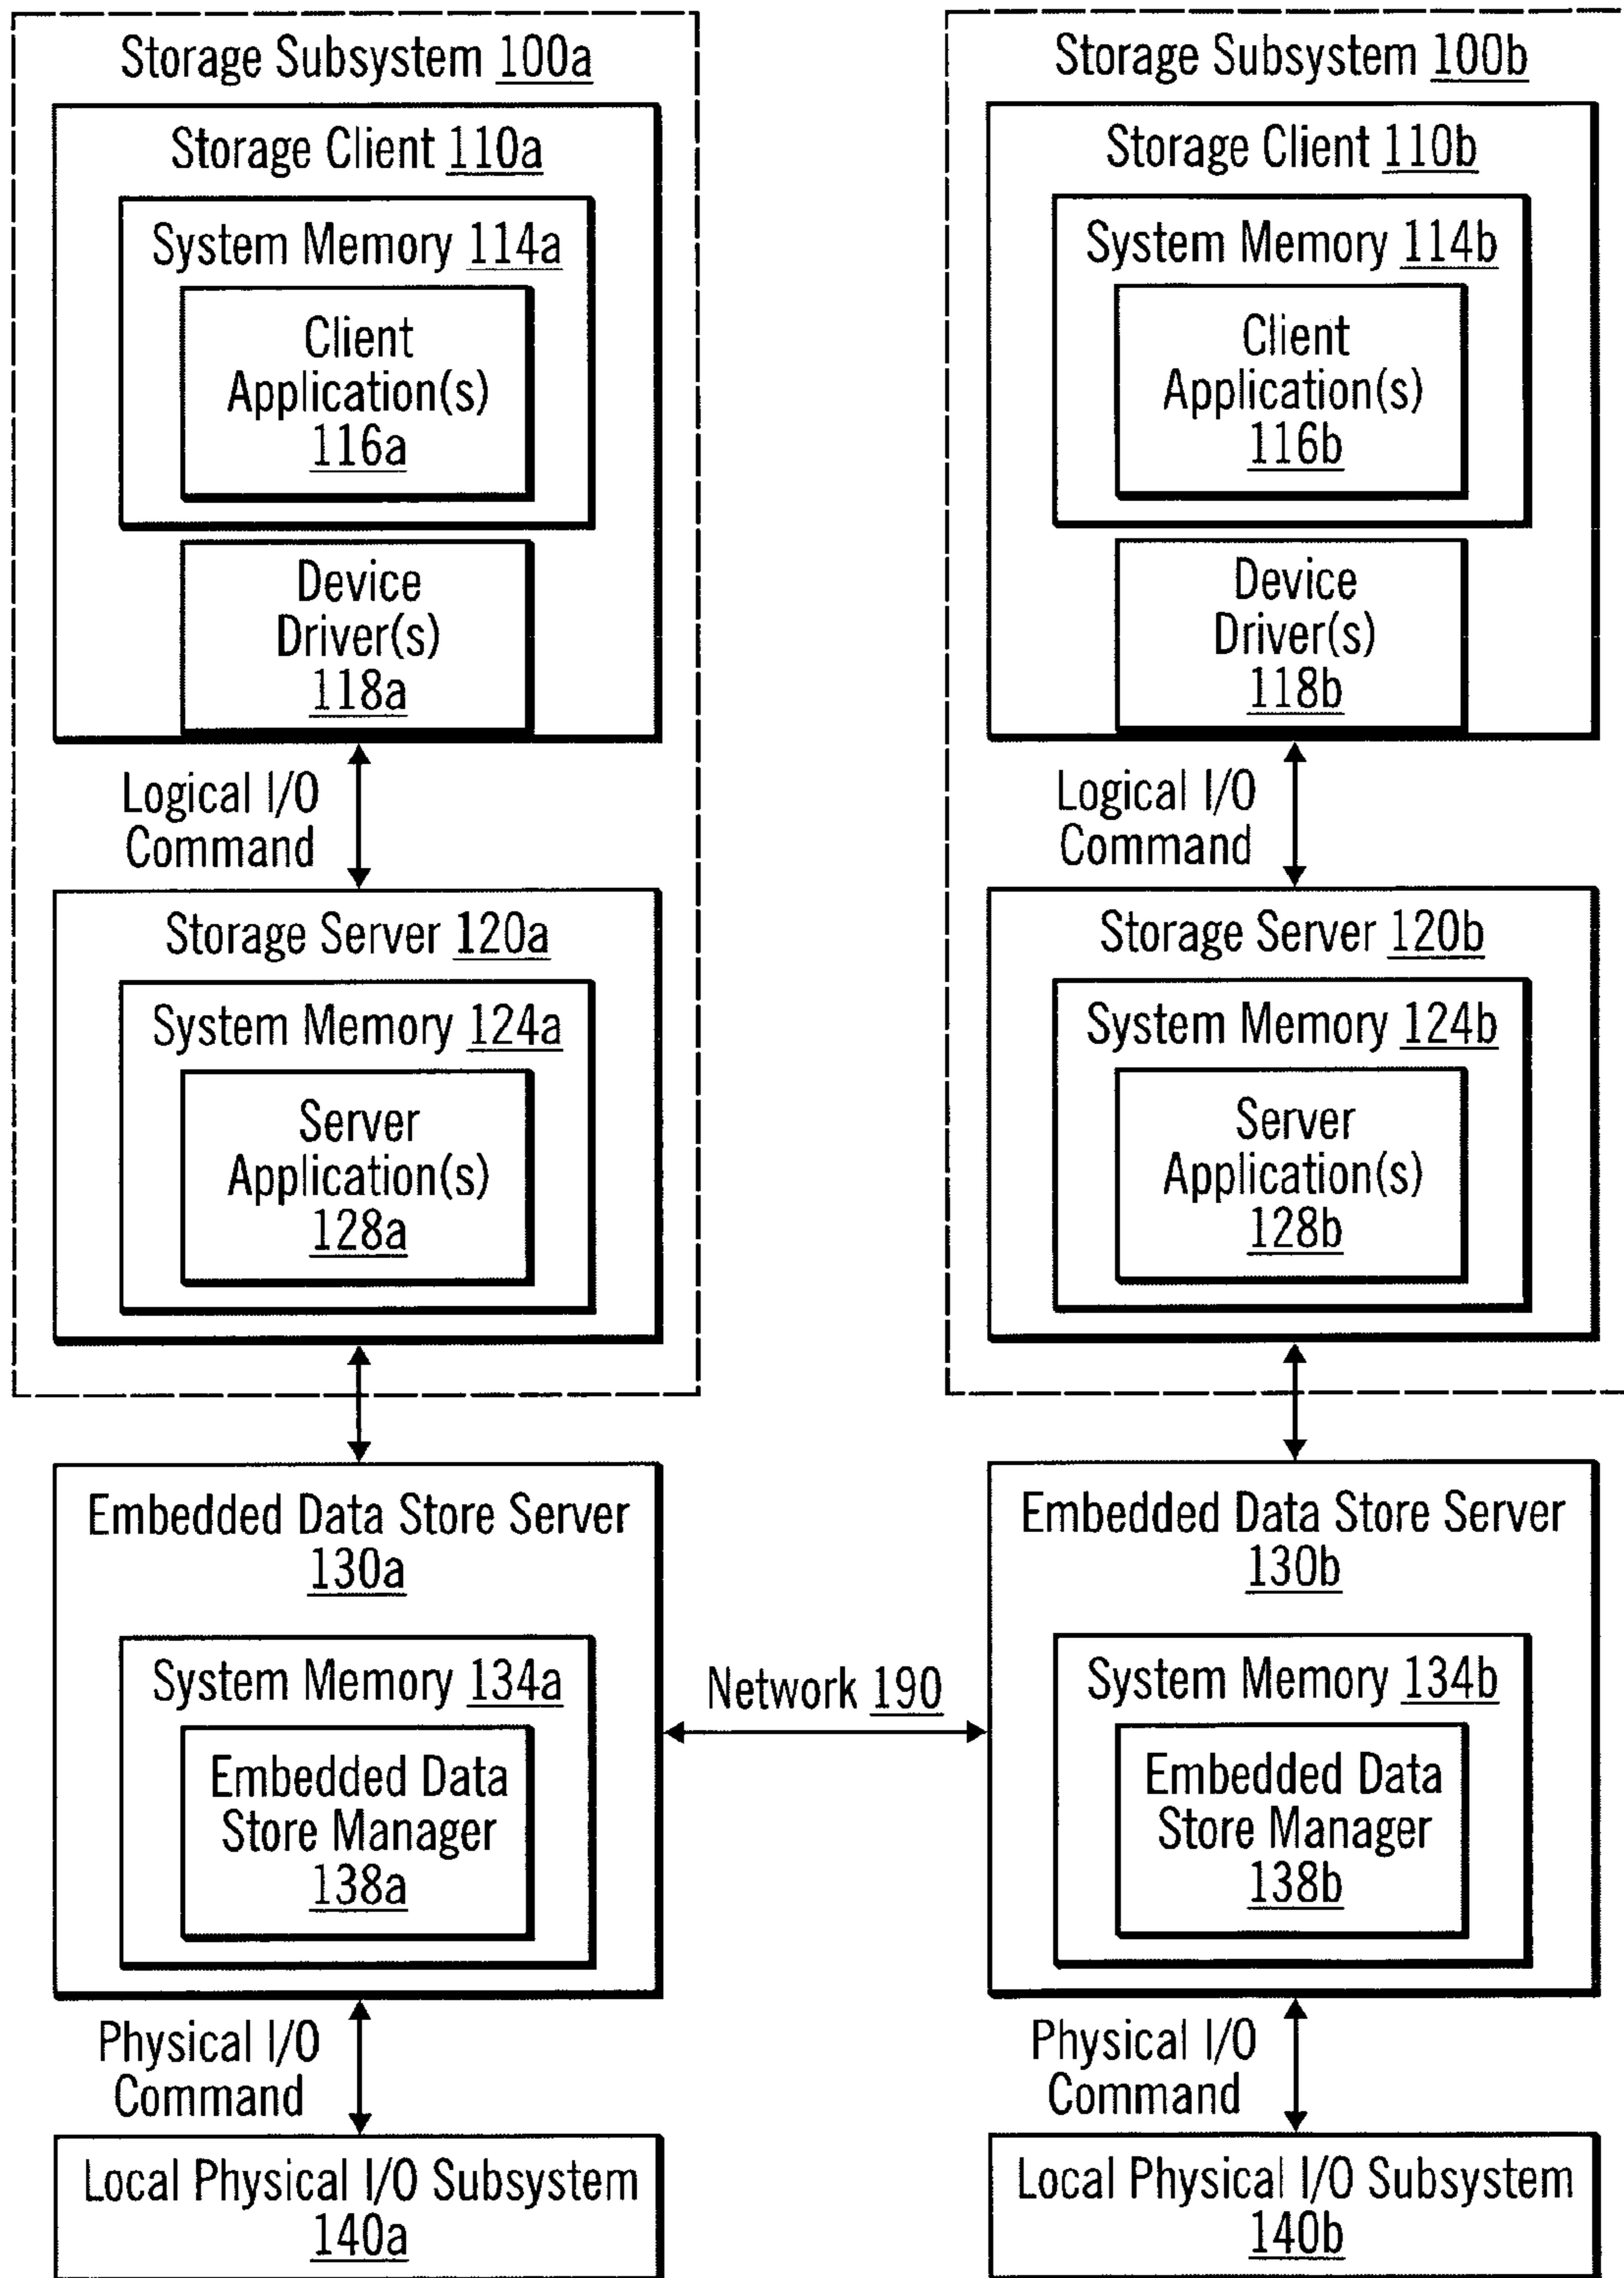 Storage Subsystem 100a
Storage Client 110a
System Memory 114a
Client
Application(s)
116a
Device
Driver(s)
118a
Logical I/O
Command
Storage Server 120a
System Memory 124a
Server
Application(s)
128a
Embedded Data Store Server
130a
System Memory 134a
Embedded Data
Store Manager
138a
Physical I/O
Command
Local Physical I/O Subsystem
140a
Network 190
Storage Subsystem 100b
Storage Client 110b
System Memory 114b
Client
Application(s)
116b
Device
Driver(s)
118b
Logical I/O
Command
Storage Server 120b
System Memory 124b
Server
Application(s)
128b
Embedded Data Store Server
130b
System Memory 134b
Embedded Data
Store Manager
138b
Physical I/O
Command
Local Physical I/O Subsystem
140b